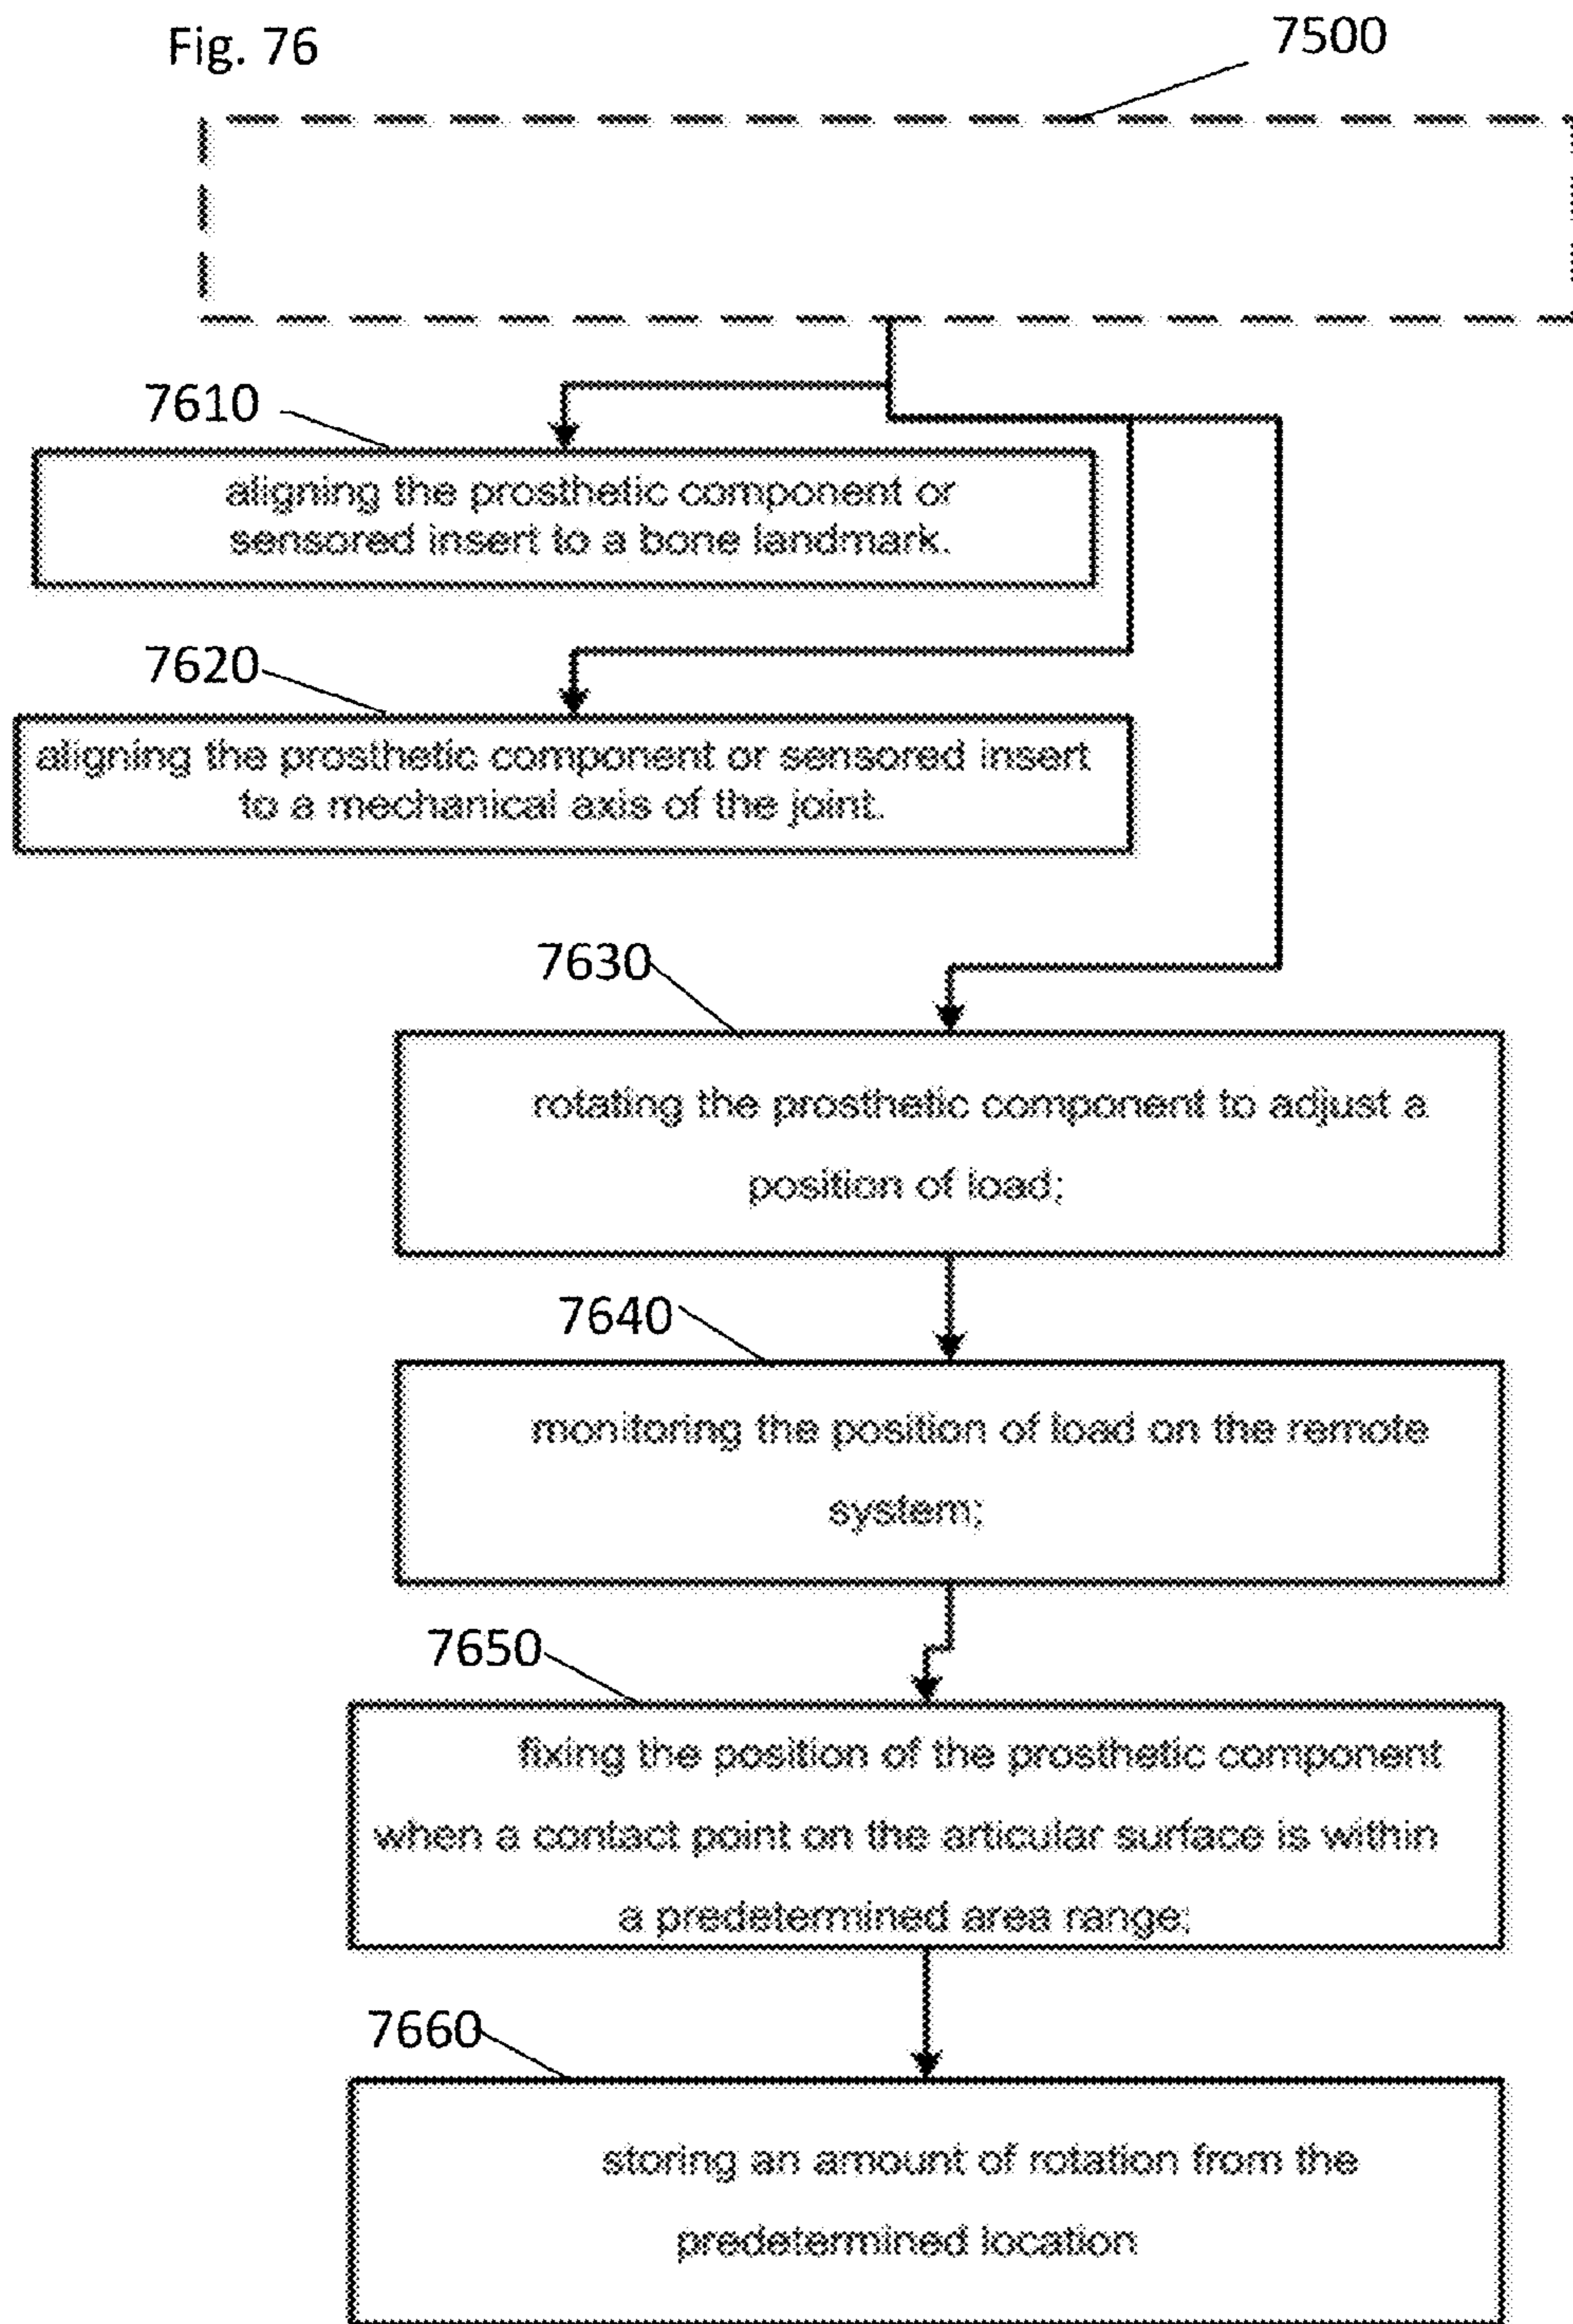 Fig. 76
7500
7610
aligning the prosthetic component or
sensored insert to a bone landmark.
7620
aligning the prosthetic component or sensored insert
to a mechanical axis of the joint.
7630
rotating the prosthetic component to adjust a
position of load;
7640
monitoring the position of load on the remote
system;
7650
fixing the position of the prosthetic component
when a contact point on the articular surface is within
a predetermined area range;
7660
storing an amount of rotation from the
predetermined location